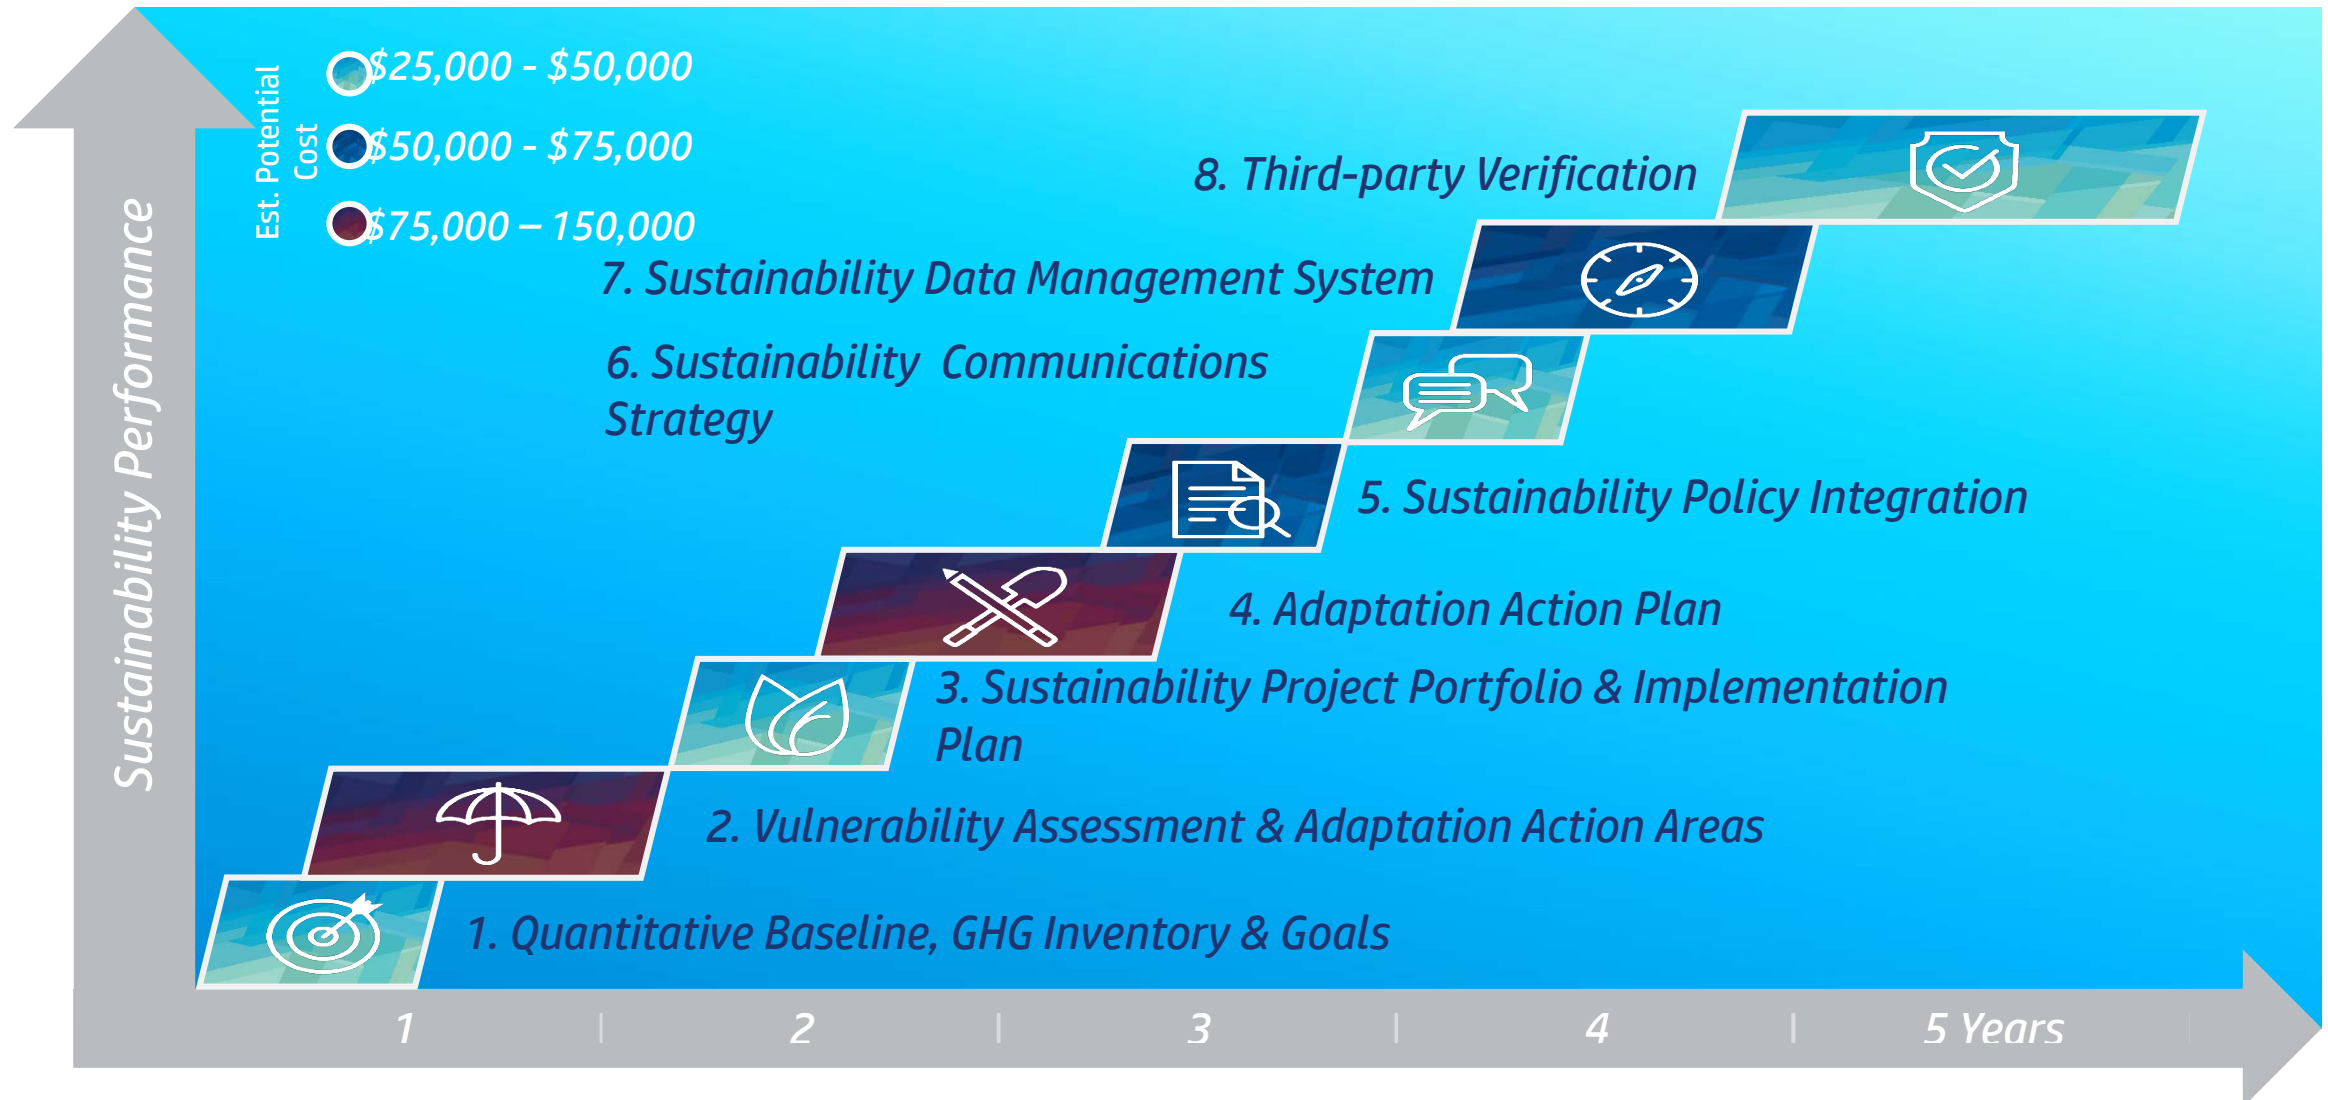 Est. Potential
Cost
$25,000 - $50,000
$50,000 - $75,000
$75,000 – 150,000
Sustainability Performance
8. Third-party Verification
7. Sustainability Data Management System
6. Sustainability  Communications
Strategy
5. Sustainability Policy Integration
4. Adaptation Action Plan
3. Sustainability Project Portfolio & Implementation
Plan
2. Vulnerability Assessment & Adaptation Action Areas
1. Quantitative Baseline, GHG Inventory & Goals
1 | 2 | 3 | 4 | 5 Years